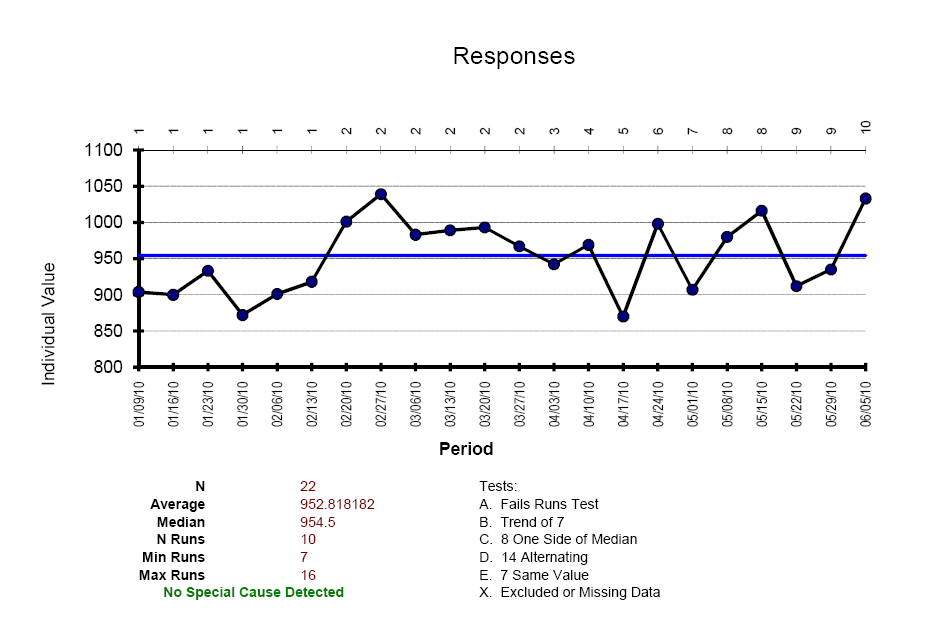 Responses
1 1 1 1 1 1 2 2 2 2 2 3 4 5 6 7 8 8 9 9 10
1100
1050
1000
950
900
850
800
Individual Value
01/09/10 01/16/10 01/23/10 01/30/10 02/06/10 02/13/10 02/20/10 02/27/10 03/06/10 03/13/10 03/20/10 03/27/10 04/03/10 04/10/10 04/17/10 04/24/10 05/01/10 05/08/10 05/15/10 05/22/10 05/29/10 06/05/10
Period
N 22
Average 952.818182
Median 954.5
N Runs 10
Min Runs 7
Max Runs 16
No Special Cause Detected
Tests:
A. Fails Runs Test
B. Trend of 7
C. 8 One Side of Median
D. 14 Alternating
E. 7 Same Value
X. Excluded or Missing Data